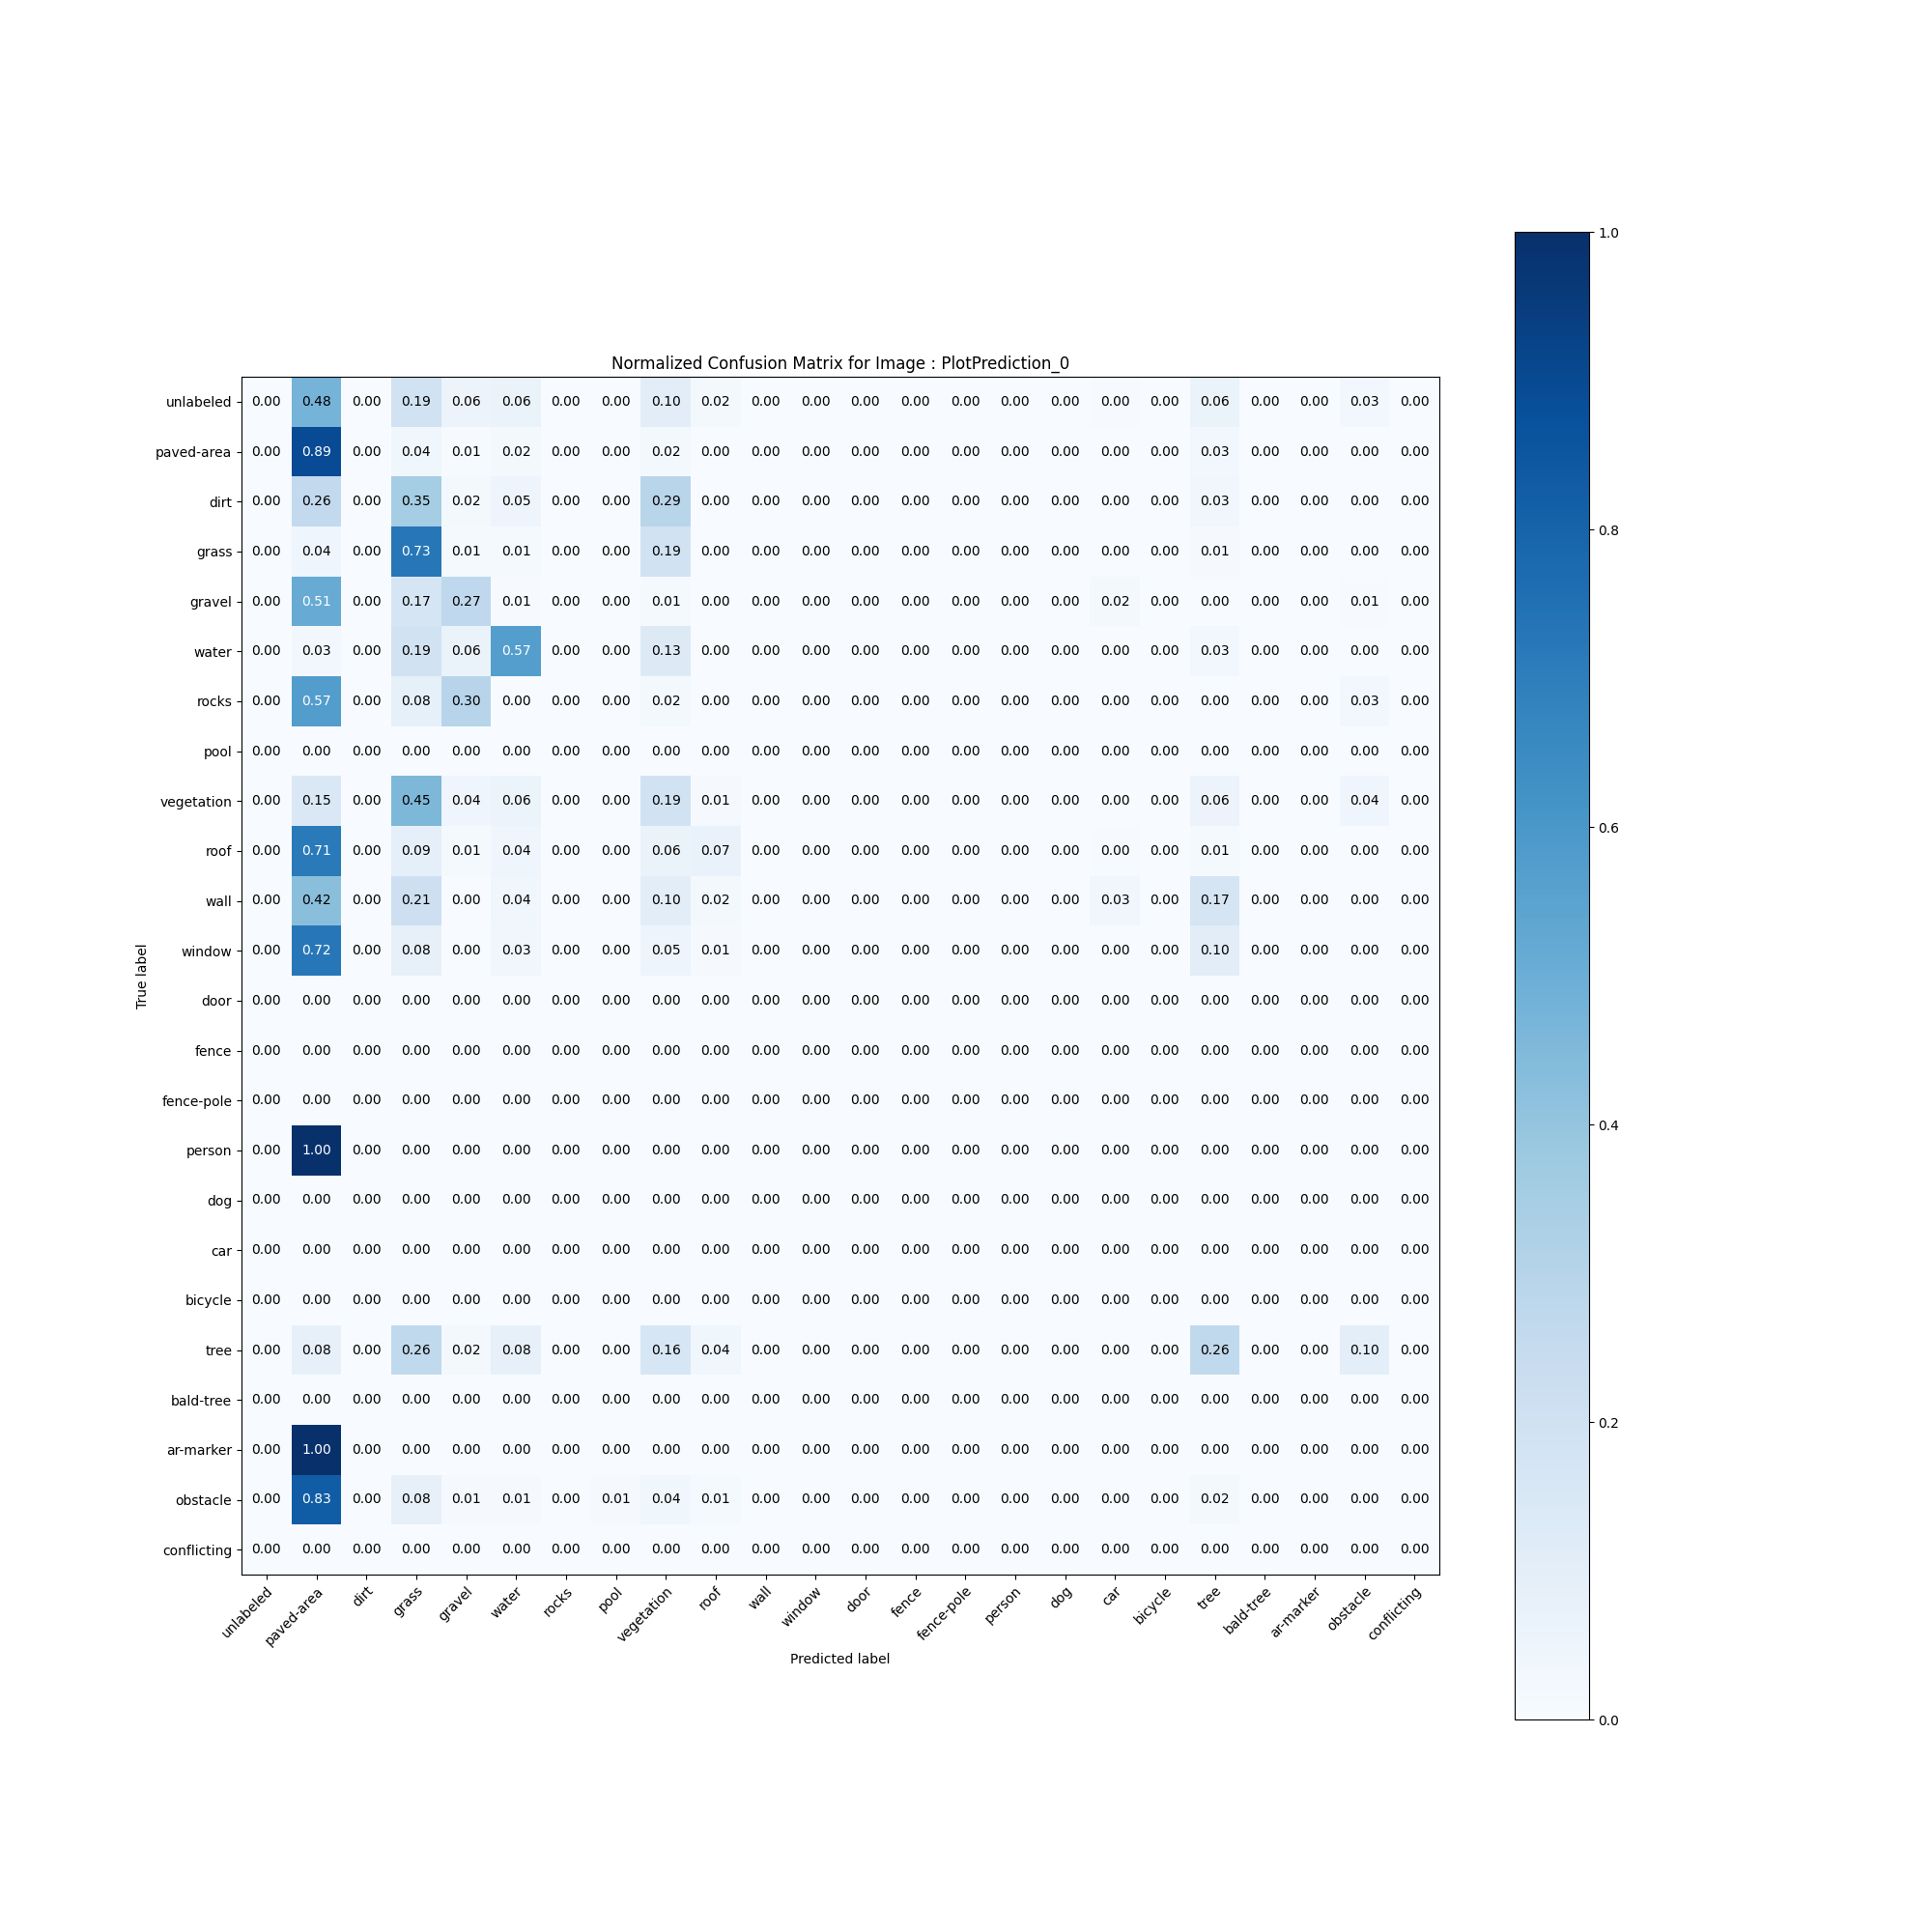 Normalized Confusion Matrix for Image : PlotPrediction_0
unlabeled 0.00 0.48 0.00 0.19 0.06 0.06 0.00 0.00 0.10 0.02 0.00 0.00 0.00 0.00 0.00 0.00 0.00 0.00 0.00 0.06 0.00 0.00 0.03 0.00
paved-area 0.00 0.89 0.00 0.04 0.01 0.02 0.00 0.00 0.02 0.00 0.00 0.00 0.00 0.00 0.00 0.00 0.00 0.00 0.00 0.03 0.00 0.00 0.00 0.00
dirt 0.00 0.26 0.00 0.35 0.02 0.05 0.00 0.00 0.29 0.00 0.00 0.00 0.00 0.00 0.00 0.00 0.00 0.00 0.00 0.03 0.00 0.00 0.00 0.00
grass 0.00 0.04 0.00 0.73 0.01 0.01 0.00 0.00 0.19 0.00 0.00 0.00 0.00 0.00 0.00 0.00 0.00 0.00 0.00 0.01 0.00 0.00 0.00 0.00
gravel 0.00 0.51 0.00 0.17 0.27 0.01 0.00 0.00 0.01 0.00 0.00 0.00 0.00 0.00 0.00 0.00 0.00 0.02 0.00 0.00 0.00 0.00 0.01 0.00
water 0.00 0.03 0.00 0.19 0.06 0.57 0.00 0.00 0.13 0.00 0.00 0.00 0.00 0.00 0.00 0.00 0.00 0.00 0.00 0.03 0.00 0.00 0.00 0.00
rocks 0.00 0.57 0.00 0.08 0.30 0.00 0.00 0.00 0.02 0.00 0.00 0.00 0.00 0.00 0.00 0.00 0.00 0.00 0.00 0.00 0.00 0.00 0.03 0.00
pool 0.00 0.00 0.00 0.00 0.00 0.00 0.00 0.00 0.00 0.00 0.00 0.00 0.00 0.00 0.00 0.00 0.00 0.00 0.00 0.00 0.00 0.00 0.00 0.00
vegetation 0.00 0.15 0.00 0.45 0.04 0.06 0.00 0.00 0.19 0.01 0.00 0.00 0.00 0.00 0.00 0.00 0.00 0.00 0.00 0.06 0.00 0.00 0.04 0.00
roof 0.00 0.71 0.00 0.09 0.01 0.04 0.00 0.00 0.06 0.07 0.00 0.00 0.00 0.00 0.00 0.00 0.00 0.00 0.00 0.01 0.00 0.00 0.00 0.00
wall 0.00 0.42 0.00 0.21 0.00 0.04 0.00 0.00 0.10 0.02 0.00 0.00 0.00 0.00 0.00 0.00 0.00 0.03 0.00 0.17 0.00 0.00 0.00 0.00
window 0.00 0.72 0.00 0.08 0.00 0.03 0.00 0.00 0.05 0.01 0.00 0.00 0.00 0.00 0.00 0.00 0.00 0.00 0.00 0.10 0.00 0.00 0.00 0.00
door 0.00 0.00 0.00 0.00 0.00 0.00 0.00 0.00 0.00 0.00 0.00 0.00 0.00 0.00 0.00 0.00 0.00 0.00 0.00 0.00 0.00 0.00 0.00 0.00
fence 0.00 0.00 0.00 0.00 0.00 0.00 0.00 0.00 0.00 0.00 0.00 0.00 0.00 0.00 0.00 0.00 0.00 0.00 0.00 0.00 0.00 0.00 0.00 0.00
fence-pole 0.00 0.00 0.00 0.00 0.00 0.00 0.00 0.00 0.00 0.00 0.00 0.00 0.00 0.00 0.00 0.00 0.00 0.00 0.00 0.00 0.00 0.00 0.00 0.00
person 0.00 1.00 0.00 0.00 0.00 0.00 0.00 0.00 0.00 0.00 0.00 0.00 0.00 0.00 0.00 0.00 0.00 0.00 0.00 0.00 0.00 0.00 0.00 0.00
dog 0.00 0.00 0.00 0.00 0.00 0.00 0.00 0.00 0.00 0.00 0.00 0.00 0.00 0.00 0.00 0.00 0.00 0.00 0.00 0.00 0.00 0.00 0.00 0.00
car 0.00 0.00 0.00 0.00 0.00 0.00 0.00 0.00 0.00 0.00 0.00 0.00 0.00 0.00 0.00 0.00 0.00 0.00 0.00 0.00 0.00 0.00 0.00 0.00
bicycle 0.00 0.00 0.00 0.00 0.00 0.00 0.00 0.00 0.00 0.00 0.00 0.00 0.00 0.00 0.00 0.00 0.00 0.00 0.00 0.00 0.00 0.00 0.00 0.00
tree 0.00 0.08 0.00 0.26 0.02 0.08 0.00 0.00 0.16 0.04 0.00 0.00 0.00 0.00 0.00 0.00 0.00 0.00 0.00 0.26 0.00 0.00 0.10 0.00
bald-tree 0.00 0.00 0.00 0.00 0.00 0.00 0.00 0.00 0.00 0.00 0.00 0.00 0.00 0.00 0.00 0.00 0.00 0.00 0.00 0.00 0.00 0.00 0.00 0.00
ar-marker 0.00 1.00 0.00 0.00 0.00 0.00 0.00 0.00 0.00 0.00 0.00 0.00 0.00 0.00 0.00 0.00 0.00 0.00 0.00 0.00 0.00 0.00 0.00 0.00
obstacle 0.00 0.83 0.00 0.08 0.01 0.01 0.00 0.01 0.04 0.01 0.00 0.00 0.00 0.00 0.00 0.00 0.00 0.00 0.00 0.02 0.00 0.00 0.00 0.00
conflicting 0.00 0.00 0.00 0.00 0.00 0.00 0.00 0.00 0.00 0.00 0.00 0.00 0.00 0.00 0.00 0.00 0.00 0.00 0.00 0.00 0.00 0.00 0.00 0.00
unlabeled paved-area dirt grass gravel water rocks pool vegetation roof wall window door fence fence-pole person dog car bicycle tree bald-tree ar-marker obstacle conflicting
Predicted label
True label
1.0
0.8
0.6
0.4
0.2
0.0